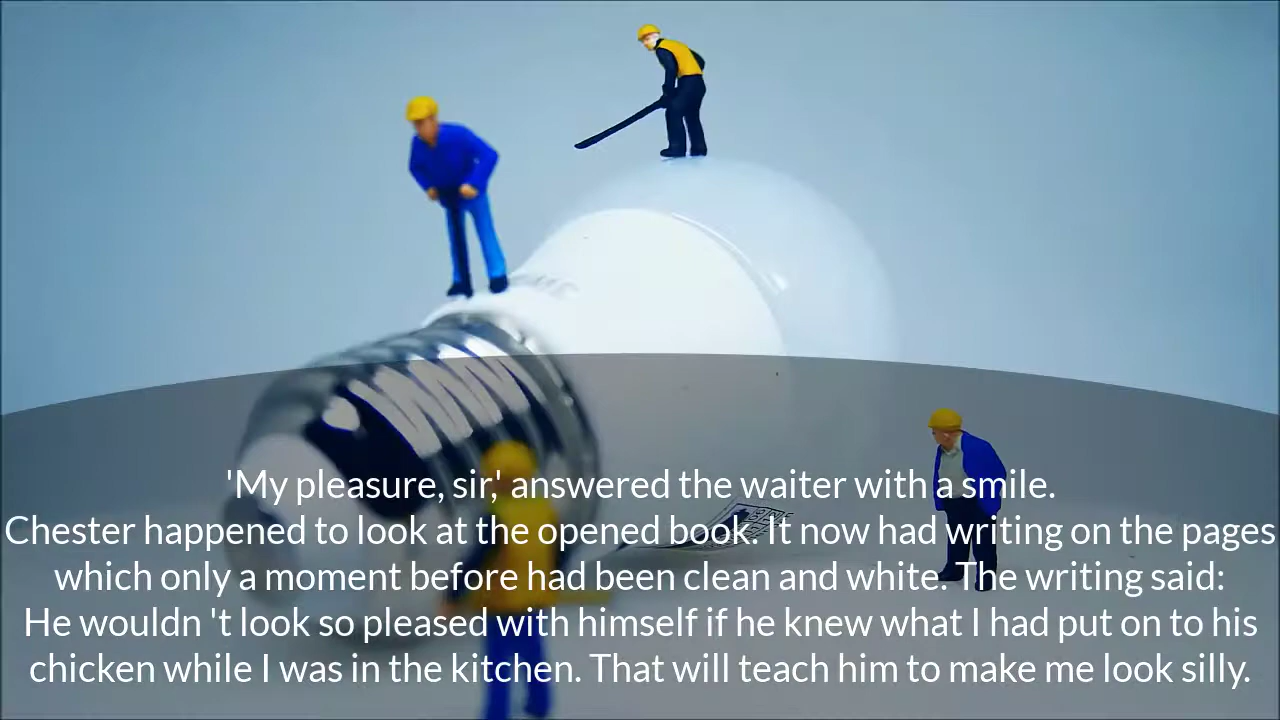 'My pleasure, sir,' answered the waiter with a smile.
Chester happened to look at the opened book. It now had writing on the pages
which only a moment before had been clean and white. The writing said:
He wouldn 't look so pleased with himself if he knew what I had put on to his
chicken while I was in the kitchen. That will teach him to make me look silly.